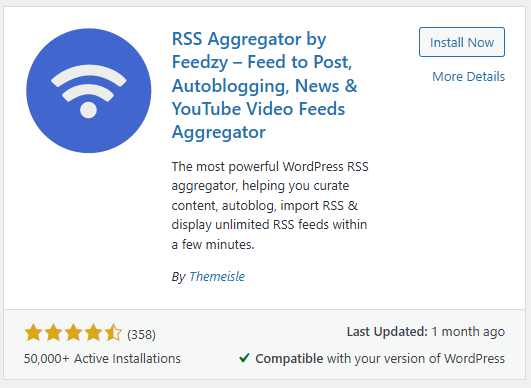 RSS Aggregator by
Feedzy – Feed to Post,
Autoblogging, News &
YouTube Video Feeds
Aggregator
Install Now
More Details
The most powerful WordPress RSS
aggregator, helping you curate
content, autoblog, import RSS &
display unlimited RSS feeds within
a few minutes.
By Themeisle
(358)
Last Updated: 1 month ago
50,000+ Active Installations
Compatible with your version of WordPress